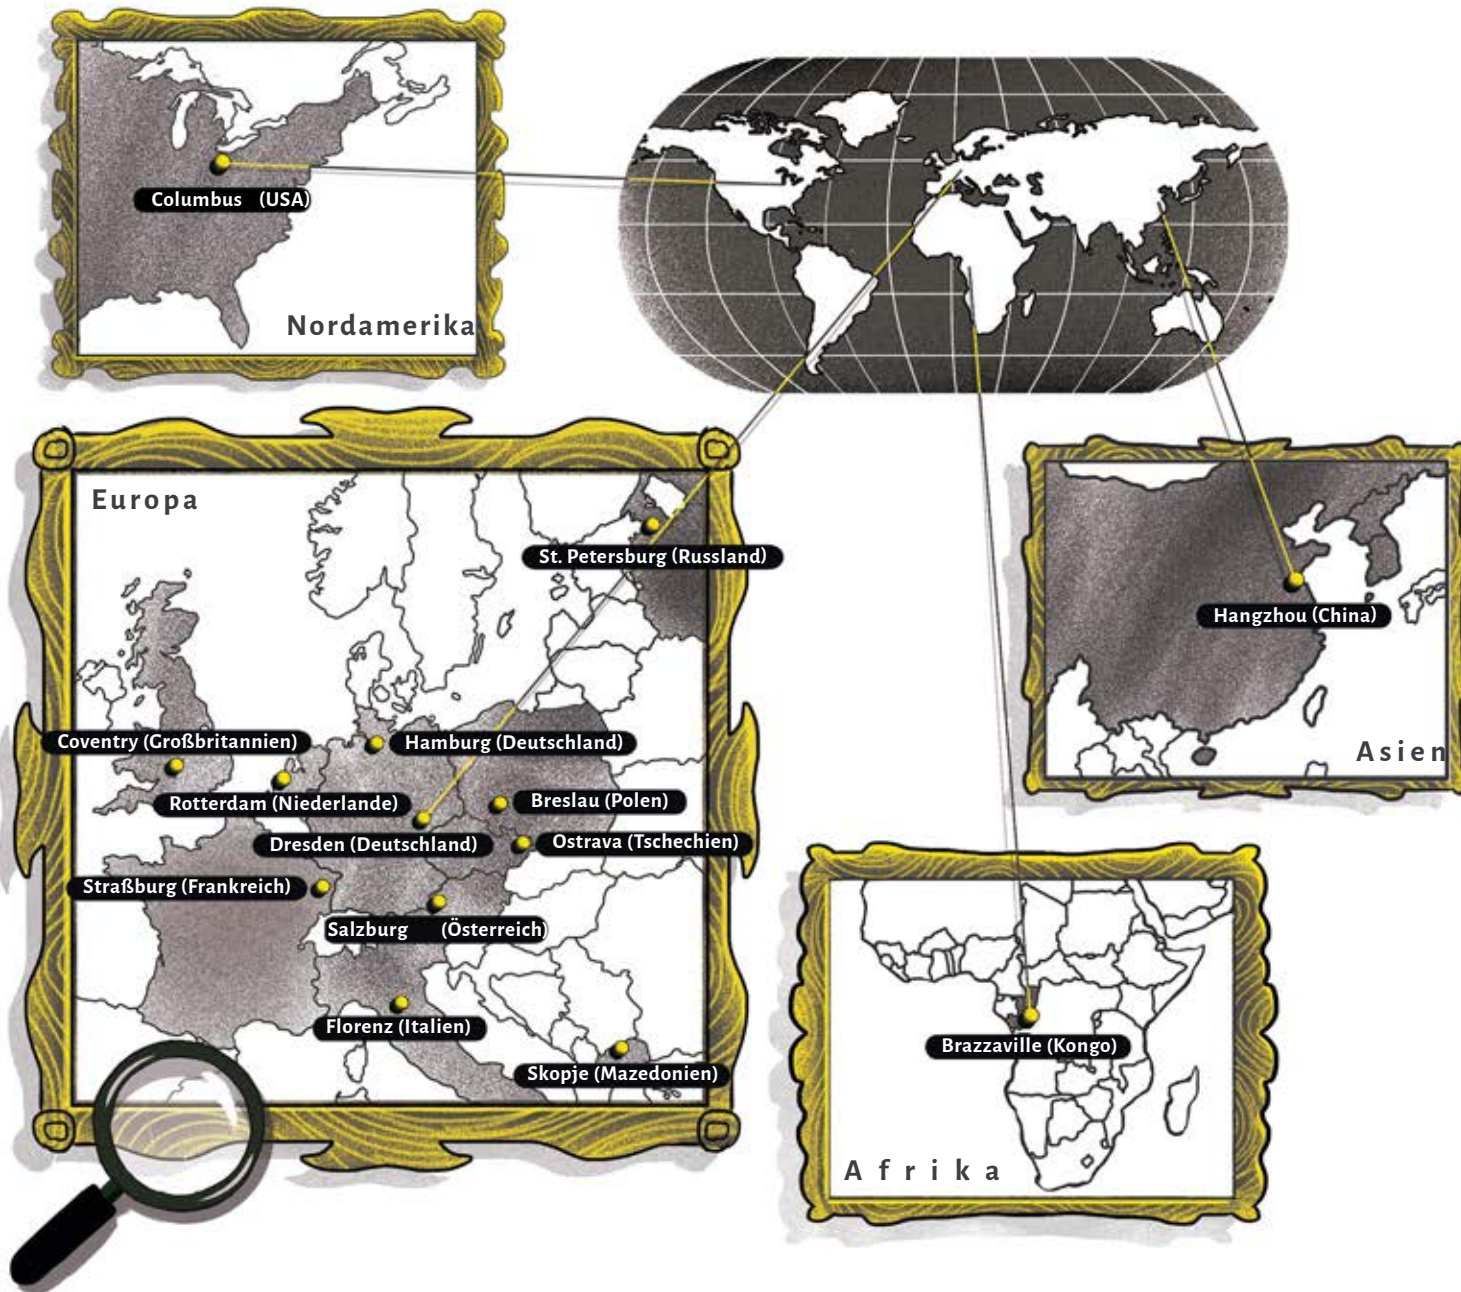 Columbus (USA)
Nordamerika
Europa
St. Petersburg (Russland)
Coventry (Großbritannien)
Hamburg (Deutschland)
Rotterdam (Niederlande)
Breslau (Polen)
Dresden (Deutschland)
Ostrava (Tschechien)
Straßburg (Frankreich)
Salzburg (Österreich)
Florenz (Italien)
Skopje (Mazedonien)
Hangzhou (China)
Asien
Brazzaville (Kongo)
Afrika